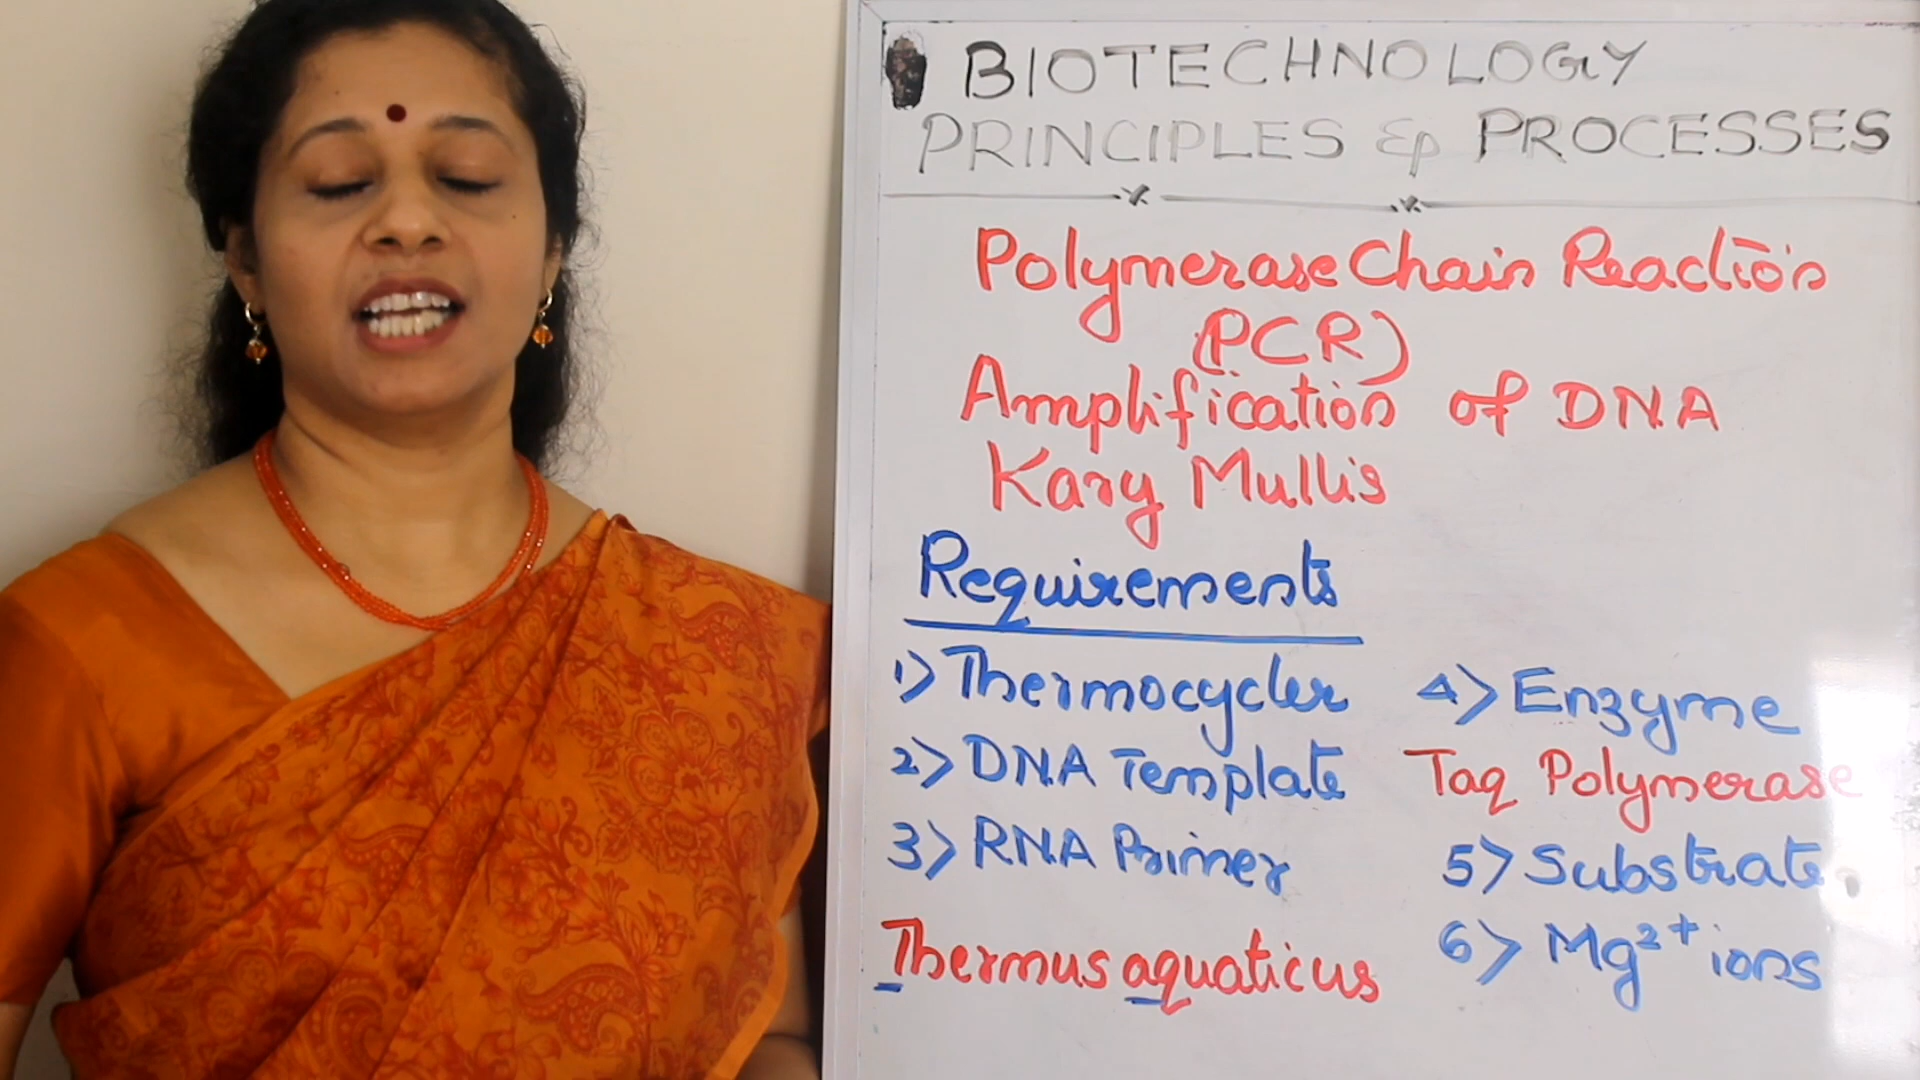 BIOTECHNOLOGY
PRINCIPLES & PROCESSES
Polymerase Chain Reaction
(PCR)
Amplification of DNA
Kary Mullis
Requirements
1> Thermocycler
2> DNA Template
3> RNA Primer
Thermus aquaticus
4> Enzyme
Taq Polymerase
5> Substrate
6> Mg²⁺ ions